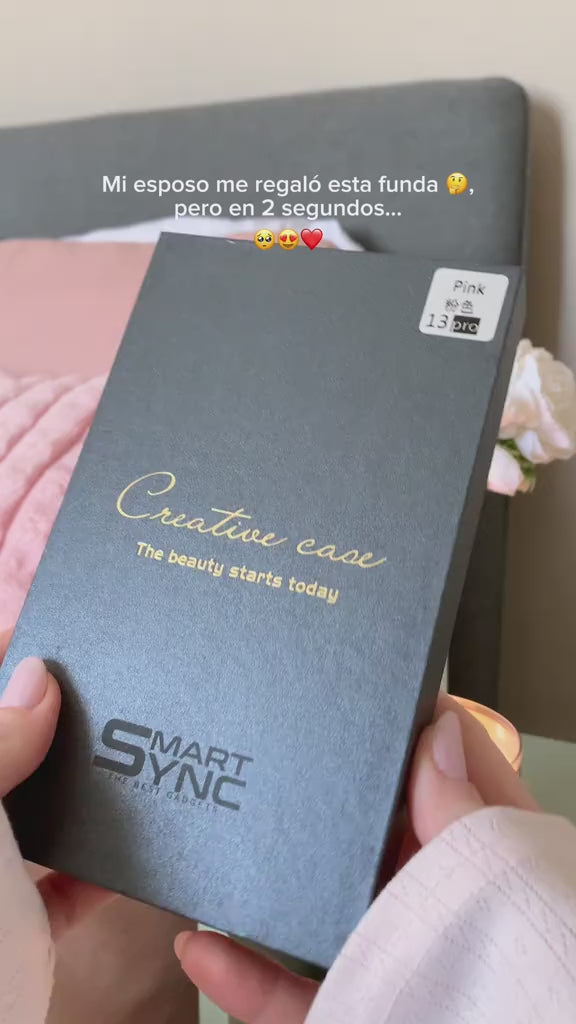 Mi esposo me regaló esta funda 🤔,
pero en 2 segundos...
🥺😍❤️
Pink
粉色
13 pro
Creative case
The beauty starts today
SMART
SYNC
THE BEST GADGETS